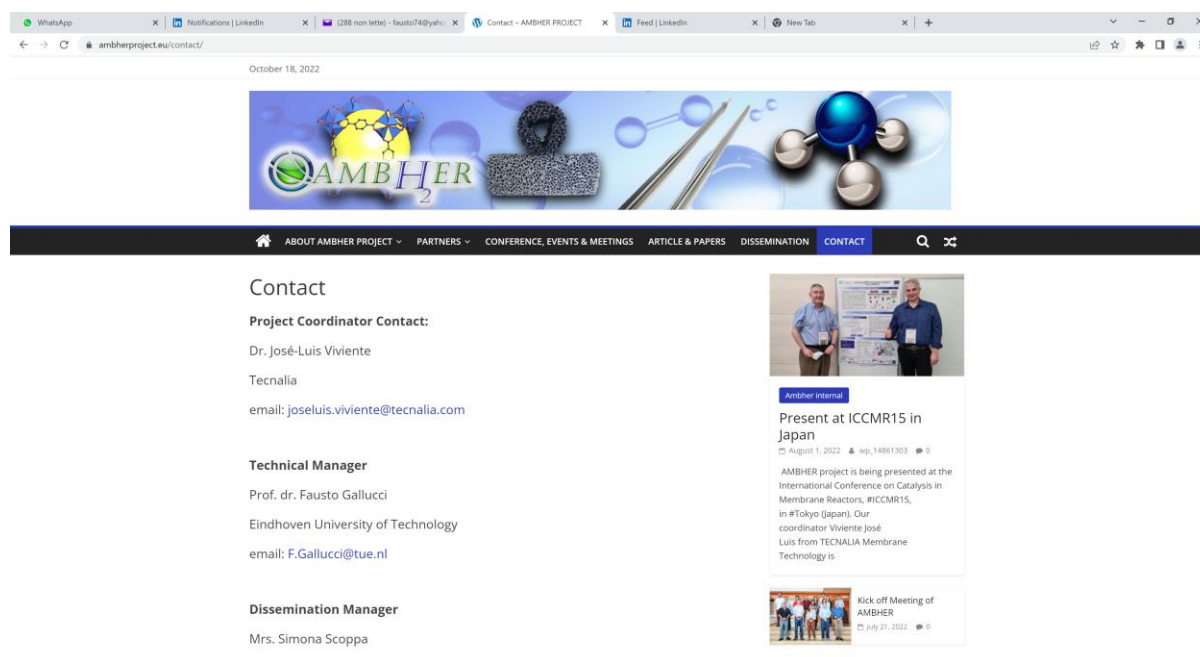 WhatsApp
Notifications | LinkedIn
(288 non lette) - fausto74@yaho
Contact – AMBHER PROJECT
Feed | LinkedIn
New Tab
ambherproject.eu/contact/
October 18, 2022
AMBH2ER
ABOUT AMBHER PROJECT
PARTNERS
CONFERENCE, EVENTS & MEETINGS
ARTICLE & PAPERS
DISSEMINATION
CONTACT
Contact
Project Coordinator Contact:
Dr. José-Luis Viviente
Tecnalia
email: joseluis.viviente@tecnalia.com
Technical Manager
Prof. dr. Fausto Gallucci
Eindhoven University of Technology
email: F.Gallucci@tue.nl
Dissemination Manager
Mrs. Simona Scoppa
Ambher internal
Present at ICCMR15 in
Japan
August 1, 2022 wp_14861303 0
AMBHER project is being presented at the
International Conference on Catalysis in
Membrane Reactors, #ICCMR15,
in #Tokyo (Japan). Our
coordinator Viviente José
Luis from TECNALIA Membrane
Technology is
Kick off Meeting of
AMBHER
July 21, 2022 0